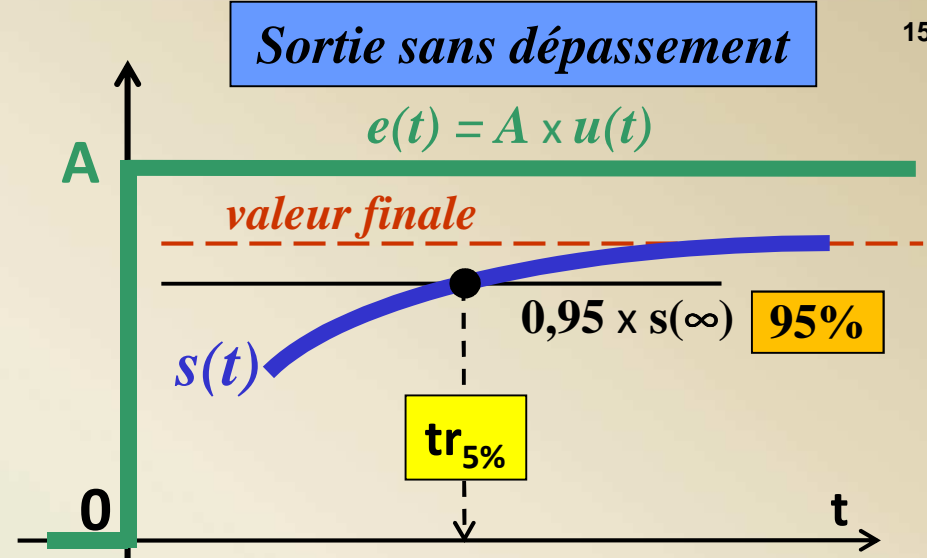 Sortie sans dépassement
15
e(t) = A x u(t)
A
valeur finale
0,95 x s(∞)
95%
s(t)
tr5%
0
t